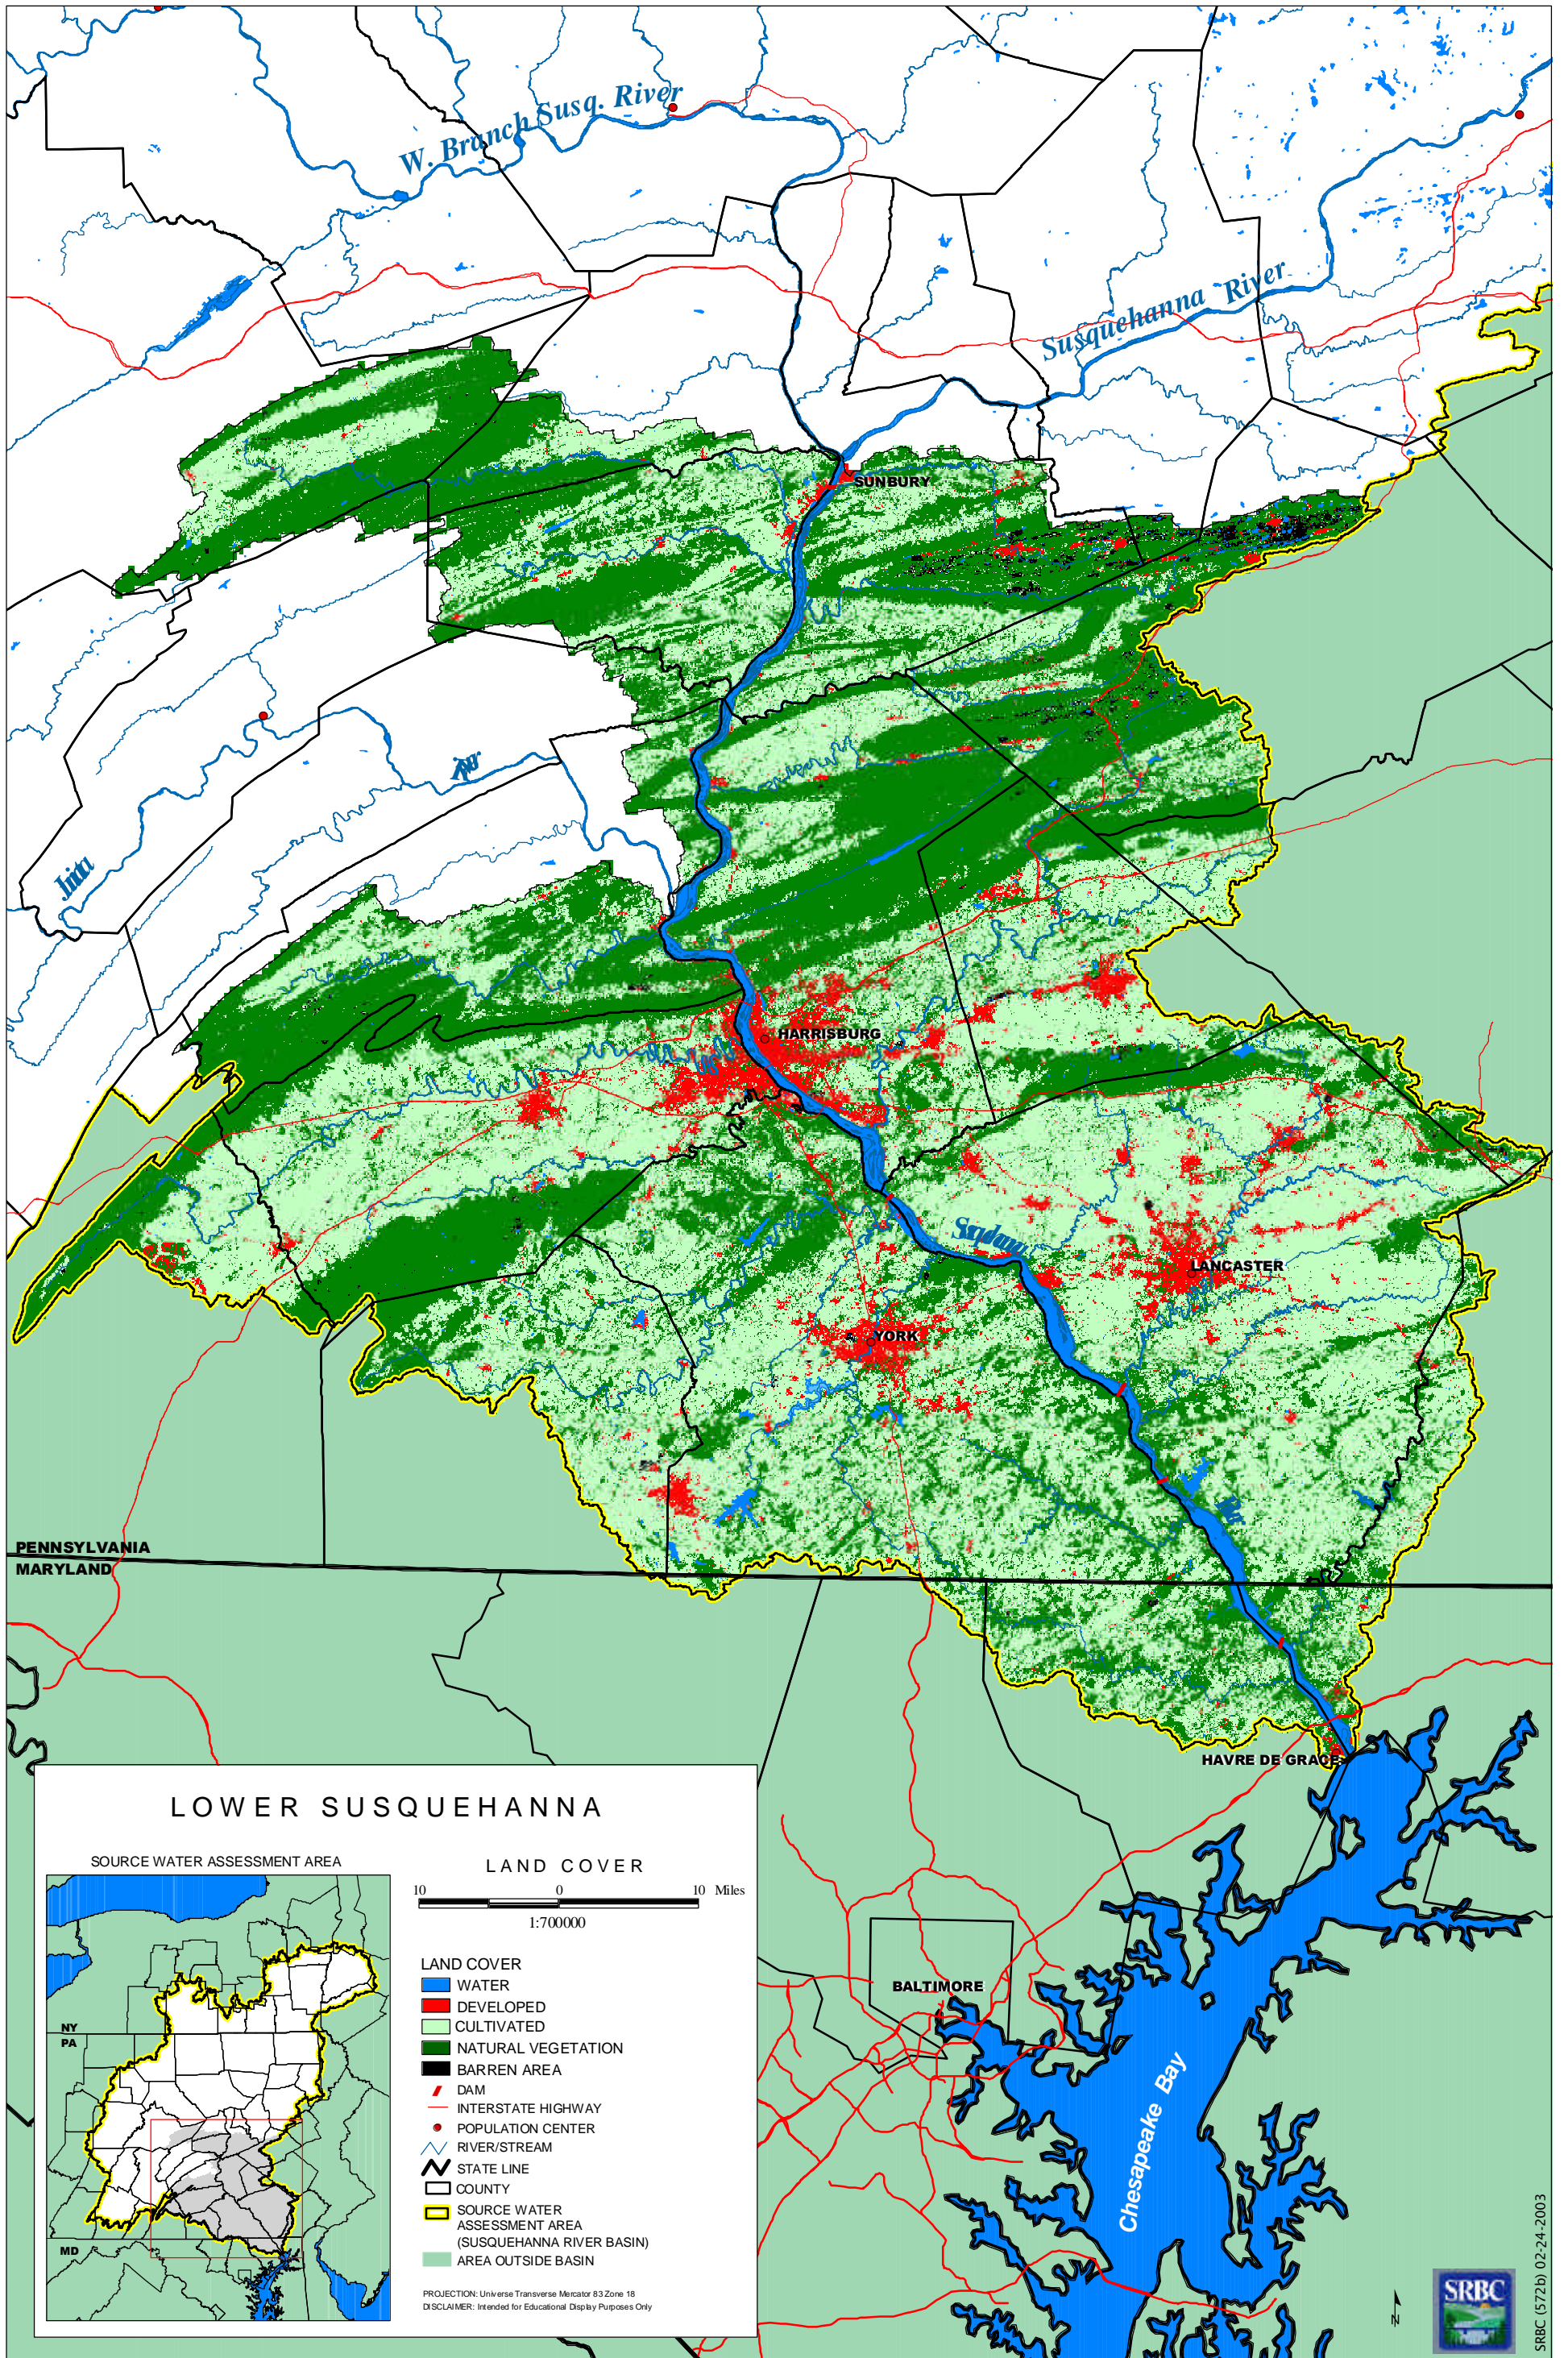 W. Branch Susq. River
Susquehanna River
SUNBURY
HARRISBURG
LANCASTER
YORK
PENNSYLVANIA
MARYLAND
HAVRE DE GRACE
BALTIMORE
Chesapeake Bay
LOWER SUSQUEHANNA
SOURCE WATER ASSESSMENT AREA
NY
PA
MD
LAND COVER
10 0 10 Miles
1:700000
LAND COVER
WATER
DEVELOPED
CULTIVATED
NATURAL VEGETATION
BARREN AREA
DAM
INTERSTATE HIGHWAY
POPULATION CENTER
RIVER/STREAM
STATE LINE
COUNTY
SOURCE WATER
ASSESSMENT AREA
(SUSQUEHANNA RIVER BASIN)
AREA OUTSIDE BASIN
PROJECTION: Universe Transverse Mercator 83 Zone 18
DISCLAIMER: Intended for Educational Display Purposes Only
N
SRBC
SRBC (572b) 02-24-2003